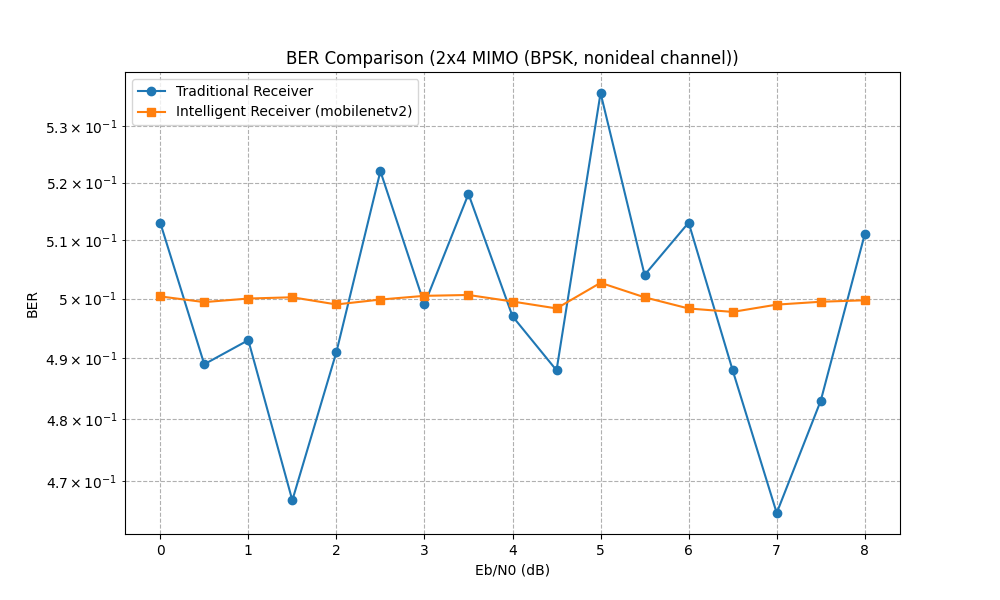 BER Comparison (2x4 MIMO (BPSK, nonideal channel))
Traditional Receiver
Intelligent Receiver (mobilenetv2)
5.3 × 10⁻¹
5.2 × 10⁻¹
5.1 × 10⁻¹
5 × 10⁻¹
4.9 × 10⁻¹
4.8 × 10⁻¹
4.7 × 10⁻¹
BER
0 1 2 3 4 5 6 7 8
Eb/N0 (dB)